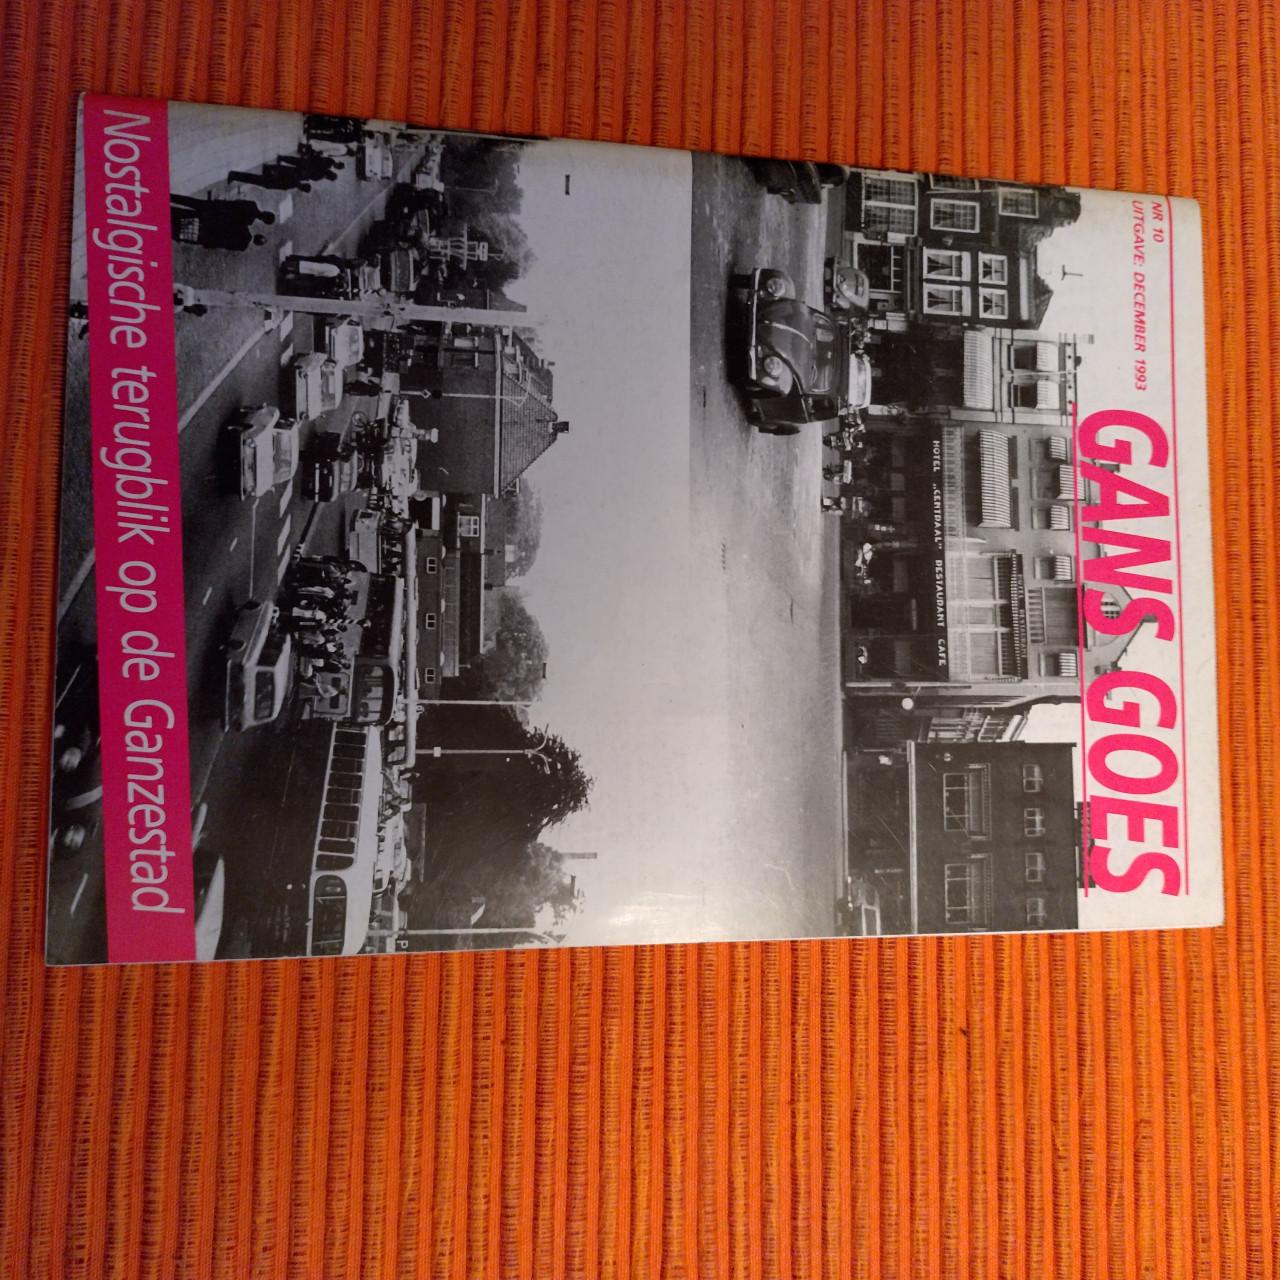 NR 10
UITGAVE: DECEMBER 1993
GANS GOES
HOTEL „CENTRAAL” RESTAURANT CAFE
P
Nostalgische terugblik op de Ganzestad